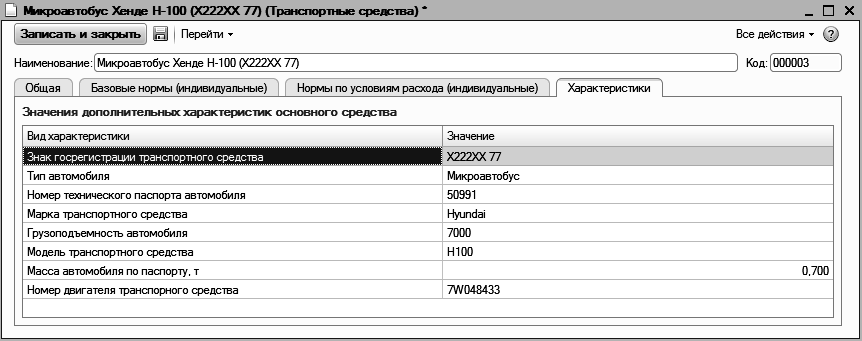 Микроавтобус Хенде Н-100 (Х222ХХ 77) (Транспортные средства) *
Записать и закрыть Перейти Все действия ?
Наименование: Микроавтобус Хенде Н-100 (Х222ХХ 77) Код: 000003
Общая Базовые нормы (индивидуальные) Нормы по условиям расхода (индивидуальные) Характеристики
Значения дополнительных характеристик основного средства
Вид характеристики Значение
Знак госрегистрации транспортного средства Х222ХХ 77
Тип автомобиля Микроавтобус
Номер технического паспорта автомобиля 50991
Марка транспортного средства Hyundai
Грузоподъемность автомобиля 7000
Модель транспортного средства H100
Масса автомобиля по паспорту, т 0,700
Номер двигателя транспорного средства 7W048433